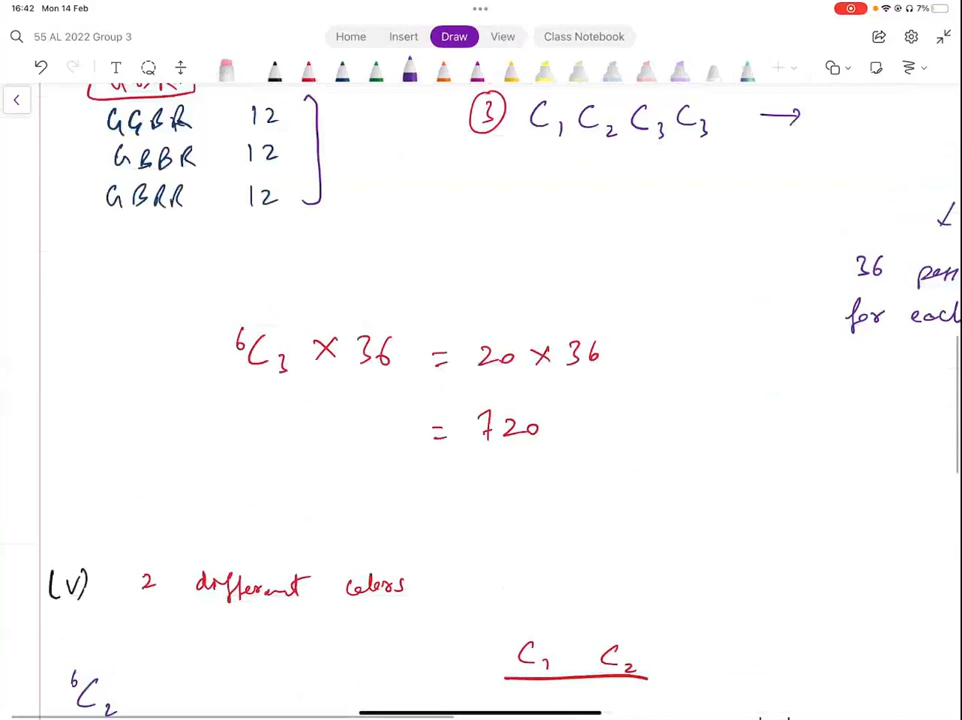 16:42 Mon 14 Feb
7%
55 AL 2022 Group 3
Home Insert Draw View Class Notebook
GGBR 12
GBBR 12
GBRR 12
③ C₁ C₂ C₃ C₃ →
↓
36
for each
⁶C₃ × 36 = 20 × 36
= 720
(V) 2 different colors
C₁ C₂
⁶C₂